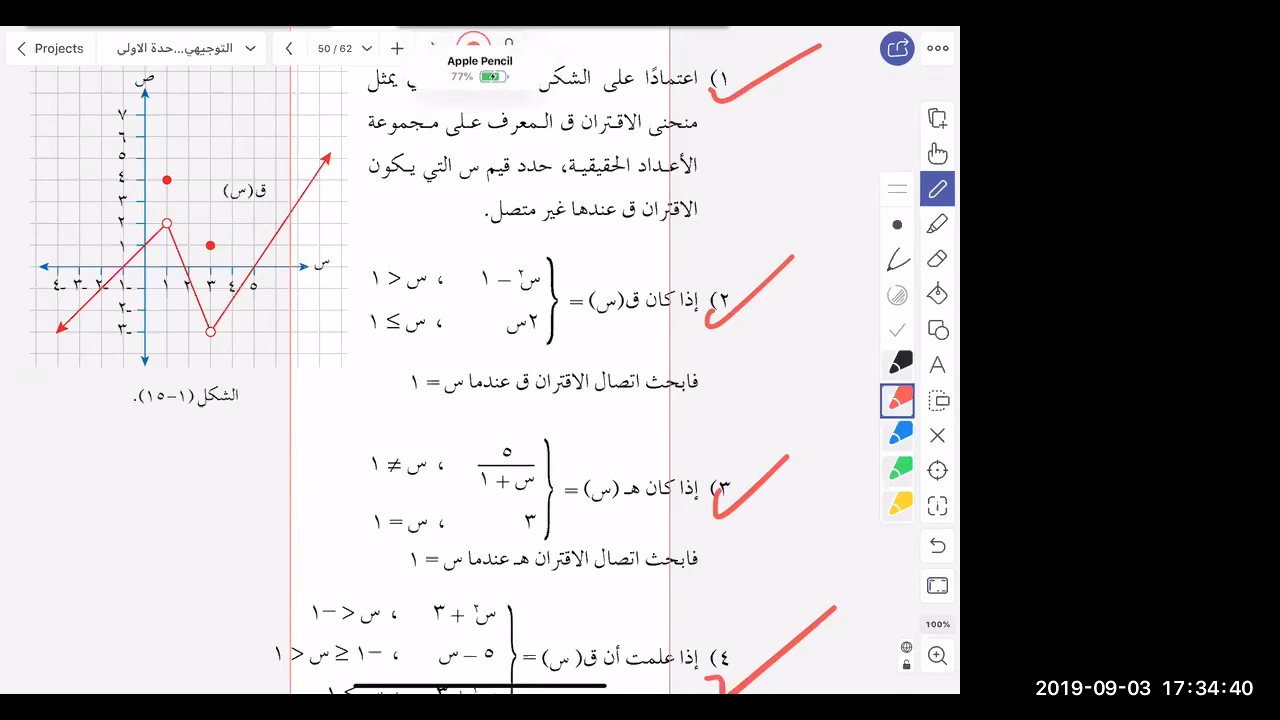 Projects
التوجيهي...حدة الاولى
50 / 62
Apple Pencil
77%
١) اعتمادًا على الشكل يمثل
منحنى الاقتران ق المعرف على مجموعة
الأعداد الحقيقية، حدد قيم س التي يكون
الاقتران ق عندها غير متصل.
ص
٧
٦
٥
٤
٣
٢
١
ق(س)
س
-٤ -٣ -٢ -١ ١ ٢ ٣ ٤ ٥
-٢
-٣
الشكل (١-١٥).
س٢ - ١ ، س < ١
٢) إذا كان ق(س) =
٢س ، س ≥ ١
فابحث اتصال الاقتران ق عندما س = ١
٥
س + ١ ، س ≠ ١
٣) إذا كان هـ (س) =
٣ ، س = ١
فابحث اتصال الاقتران هـ عندما س = ١
س٢ + ٣ ، س < -١
٤) إذا علمت أن ق( س) =
٥ - س ، -١ ≤ س < ١
100%
2019-09-03 17:34:40